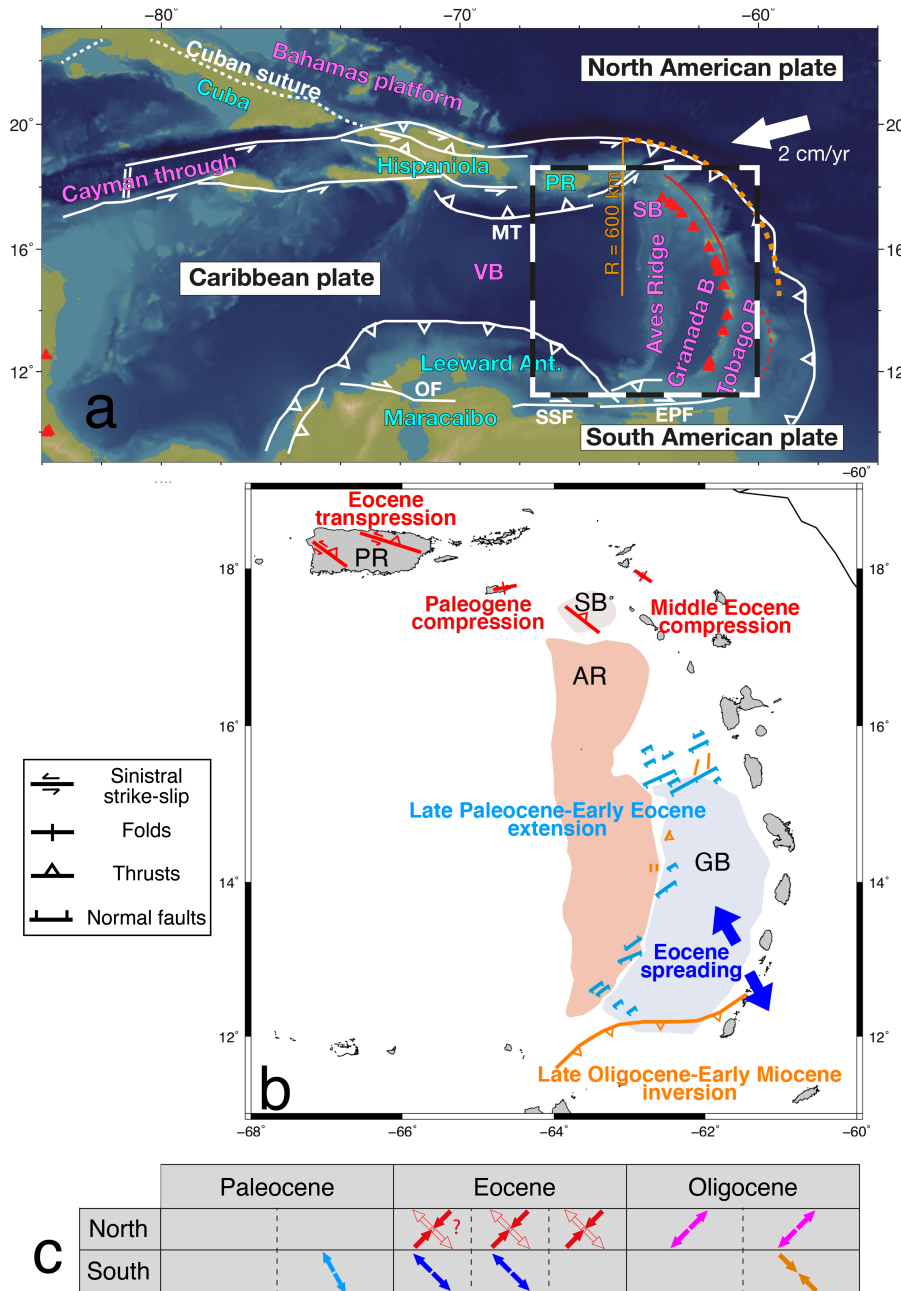 −80°
−70°
−60°
Bahamas platform
Cuban suture
Cuba
North American plate
20°
2 cm/yr
Hispaniola
Cayman through
PR
SB
R = 600 km
MT
16°
16°
Caribbean plate
VB
Aves Ridge
Granada B
Tobago B
12°
12°
Leeward Ant.
OF
Maracaibo
SSF
EPF
a
South American plate
−60°
Eocene
transpression
PR
18°
18°
SB
Paleogene
compression
Middle Eocene
compression
AR
16°
16°
Sinistral
strike-slip
Folds
Thrusts
Normal faults
Late Paleocene-Early Eocene
extension
GB
14°
14°
Eocene
spreading
12°
12°
Late Oligocene-Early Miocene
inversion
b
−68°
−66°
−64°
−62°
−60°
Paleocene
Eocene
Oligocene
North
?
c
South